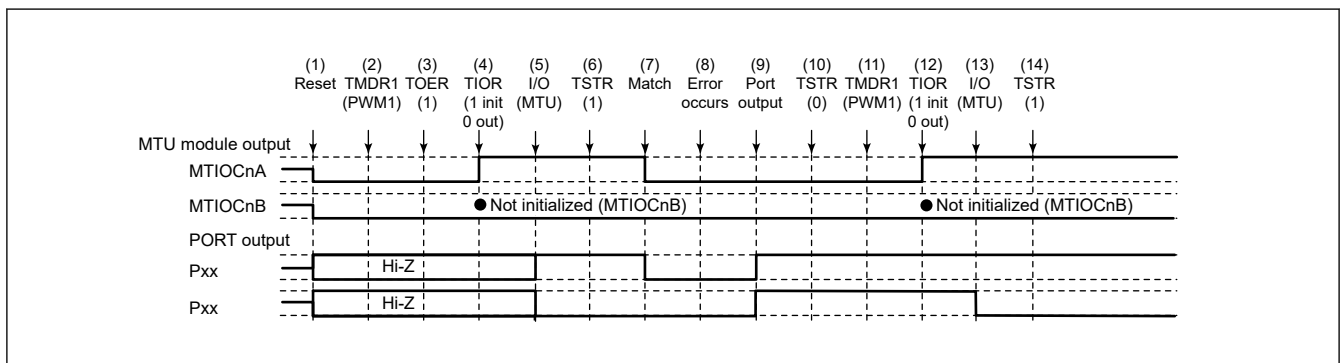 (1) (2) (3) (4) (5) (6) (7) (8) (9) (10) (11) (12) (13) (14)
Reset TMDR1 TOER TIOR I/O TSTR Match Error Port TSTR TMDR1 TIOR I/O TSTR
(PWM1) (1) (1 init (MTU) (1) occurs output (0) (PWM1) (1 init (MTU) (1)
0 out) 0 out)
MTU module output
MTIOCnA
MTIOCnB ● Not initialized (MTIOCnB) ● Not initialized (MTIOCnB)
PORT output
Pxx Hi-Z
Pxx Hi-Z